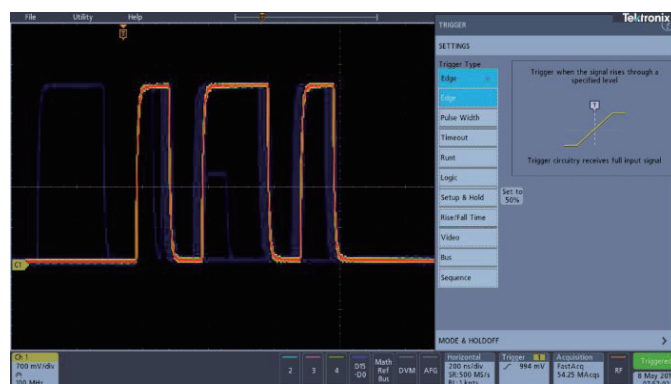 File Utility Help
Tektronix
TRIGGER
SETTINGS
Trigger Type
Edge
Edge
Pulse Width
Timeout
Runt
Logic
Setup & Hold
Rise/Fall Time
Video
Bus
Sequence
Trigger when the signal rises through a
specified level
T
Trigger circuitry receives full input signal
Set to
50%
T
C1
MODE & HOLDOFF
Ch 1
700 mV/div
2
3
4
D15
-D0
Math
Ref
Bus
DVM
AFG
Horizontal
200 ns/div
SR: 500 MS/s
Trigger 1
994 mV
Acquisition
FastAcq
54.25 MAcqs
RF
Triggered
8 May